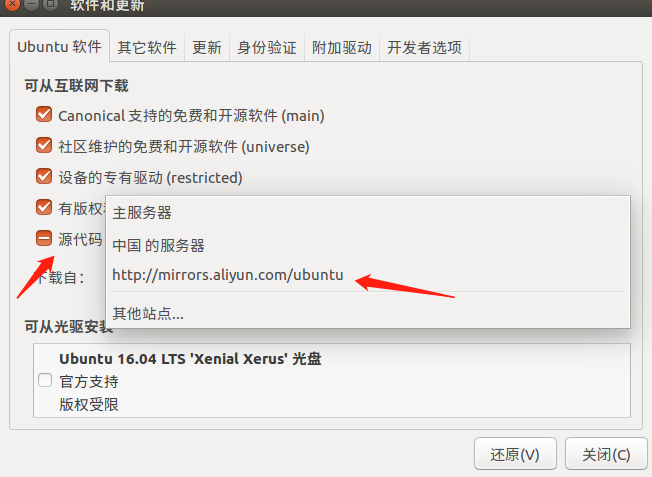 软件和更新
Ubuntu 软件 其它软件 更新 身份验证 附加驱动 开发者选项
可从互联网下载
Canonical 支持的免费和开源软件 (main)
社区维护的免费和开源软件 (universe)
设备的专有驱动 (restricted)
有版权
主服务器
源代码
中国 的服务器
下载自:
http://mirrors.aliyun.com/ubuntu
其他站点...
可从光驱安装
Ubuntu 16.04 LTS 'Xenial Xerus' 光盘
官方支持
版权受限
还原(V) 关闭(C)